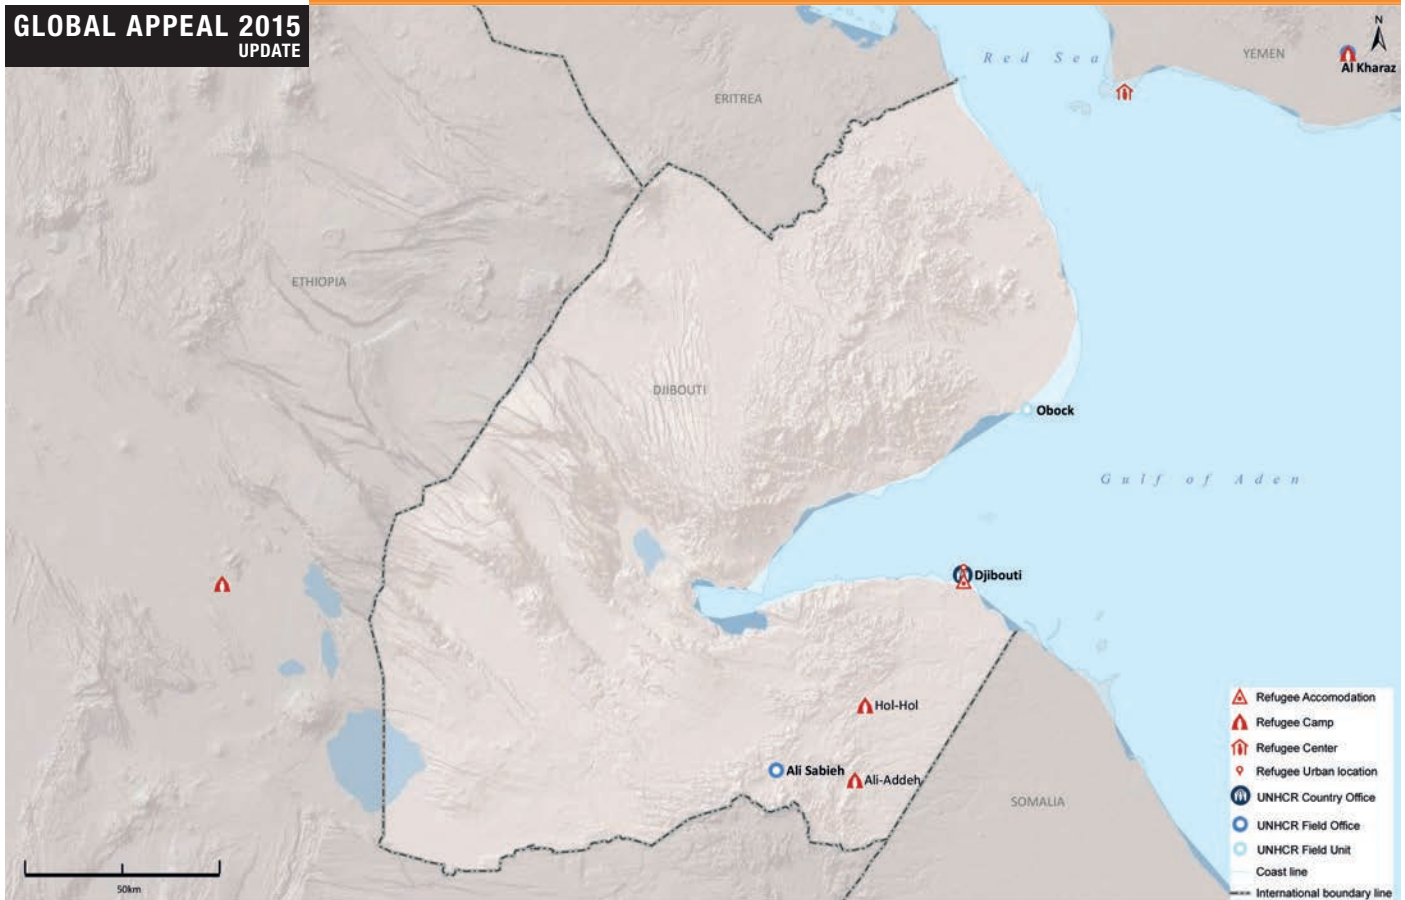 GLOBAL APPEAL 2015
UPDATE
N
Red Sea
YEMEN
Al Kharaz
ERITREA
ETHIOPIA
DJIBOUTI
Obock
Gulf of Aden
Djibouti
Hol-Hol
Ali Sabieh
Ali-Addeh
SOMALIA
Refugee Accomodation
Refugee Camp
Refugee Center
Refugee Urban location
UNHCR Country Office
UNHCR Field Office
UNHCR Field Unit
Coast line
International boundary line
50km